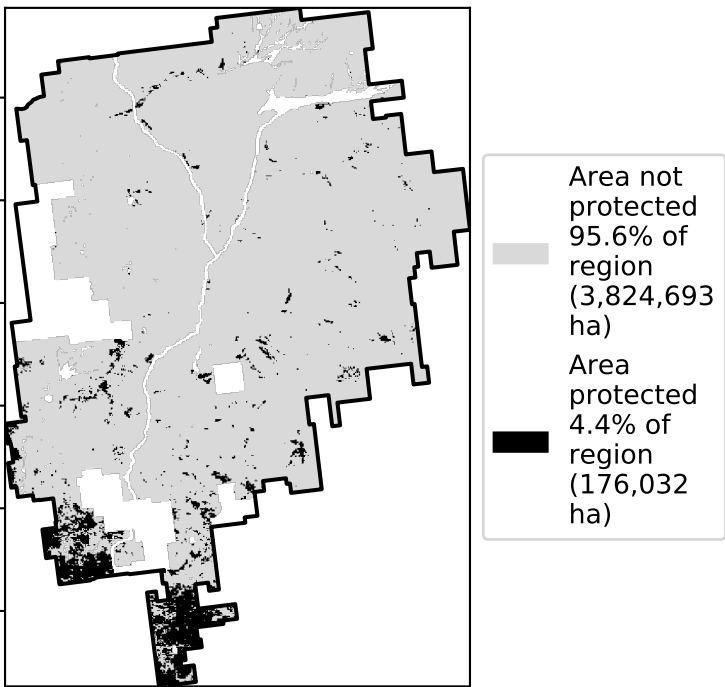 Area not
protected
95.6% of
region
(3,824,693
ha)
Area
protected
4.4% of
region
(176,032
ha)